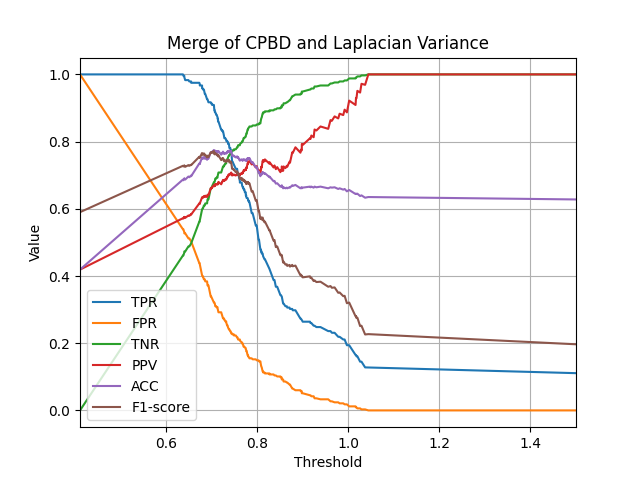 Merge of CPBD and Laplacian Variance
1.0
0.8
0.6
0.4
0.2
0.0
Value
TPR
FPR
TNR
PPV
ACC
F1-score
0.6 0.8 1.0 1.2 1.4
Threshold